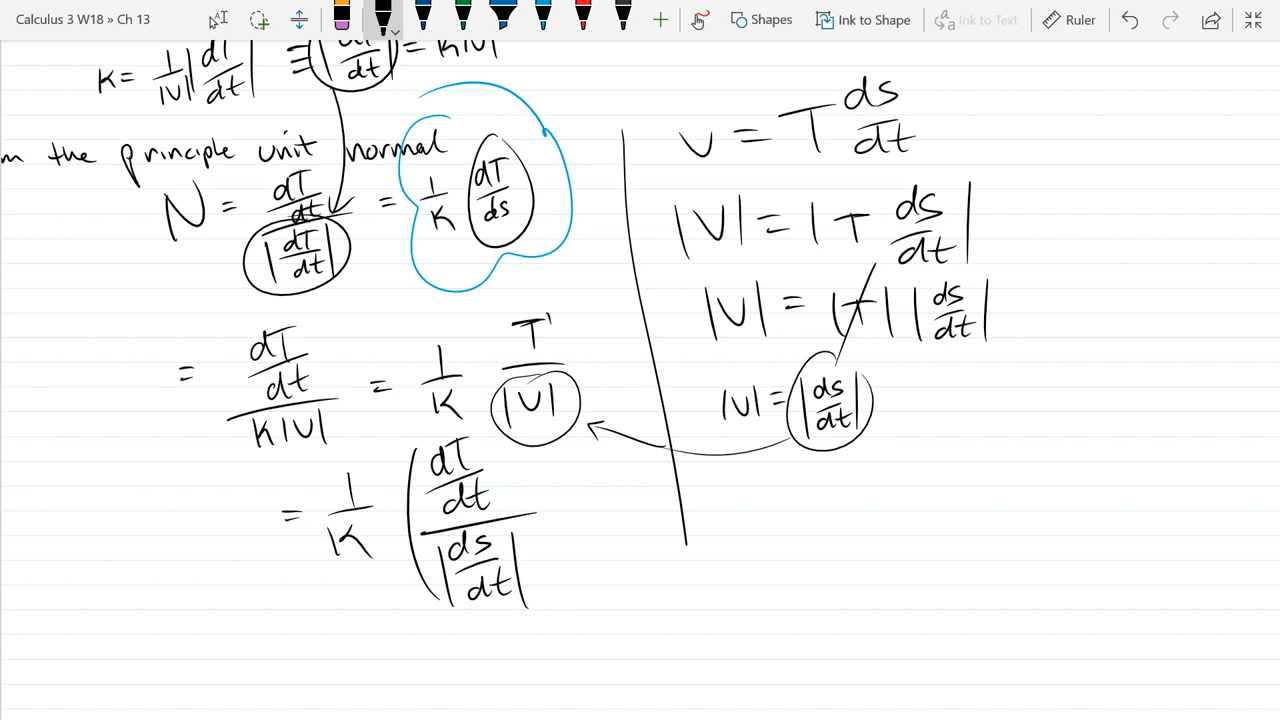 Calculus 3 W18 » Ch 13
Shapes
Ink to Shape
Ink to Text
Ruler
K = 1/|V| |dT/dt| ≡ |dT/dt| = K|V|
the principle unit normal
N = (dT/dt)/|dT/dt| = 1/K dT/ds
= (dT/dt)/(K|V|) = 1/K T'/|V|
= 1/K ((dT/dt)/|ds/dt|
v = T ds/dt
|V| = |T ds/dt|
|V| = |T| |ds/dt|
|V| = |ds/dt|